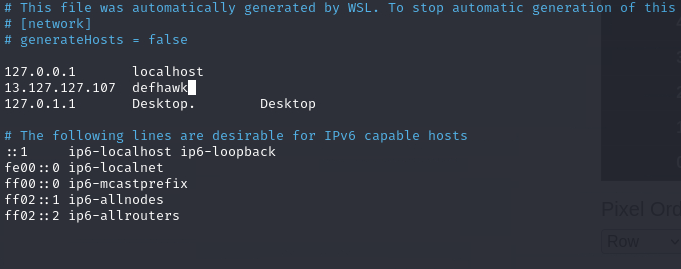 # This file was automatically generated by WSL. To stop automatic generation of this
# [network]
# generateHosts = false
127.0.0.1       localhost
13.127.127.107  defhawk
127.0.1.1       Desktop.        Desktop
# The following lines are desirable for IPv6 capable hosts
::1     ip6-localhost ip6-loopback
fe00::0 ip6-localnet
ff00::0 ip6-mcastprefix
ff02::1 ip6-allnodes
ff02::2 ip6-allrouters
Pixel Ord
Row